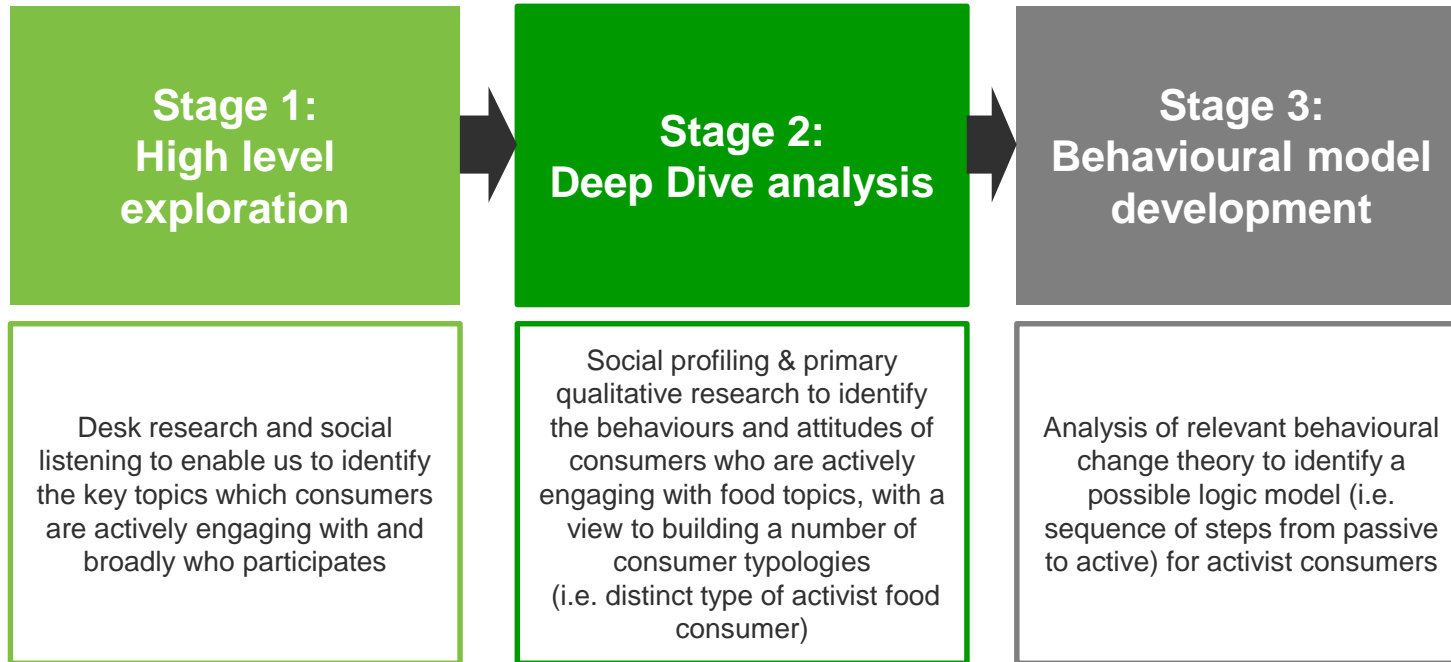 Stage 1:
High level
exploration
Stage 2:
Deep Dive analysis
Stage 3:
Behavioural model
development
Desk research and social
listening to enable us to identify
the key topics which consumers
are actively engaging with and
broadly who participates
Social profiling & primary
qualitative research to identify
the behaviours and attitudes of
consumers who are actively
engaging with food topics, with a
view to building a number of
consumer typologies
(i.e. distinct type of activist food
consumer)
Analysis of relevant behavioural
change theory to identify a
possible logic model (i.e.
sequence of steps from passive
to active) for activist consumers